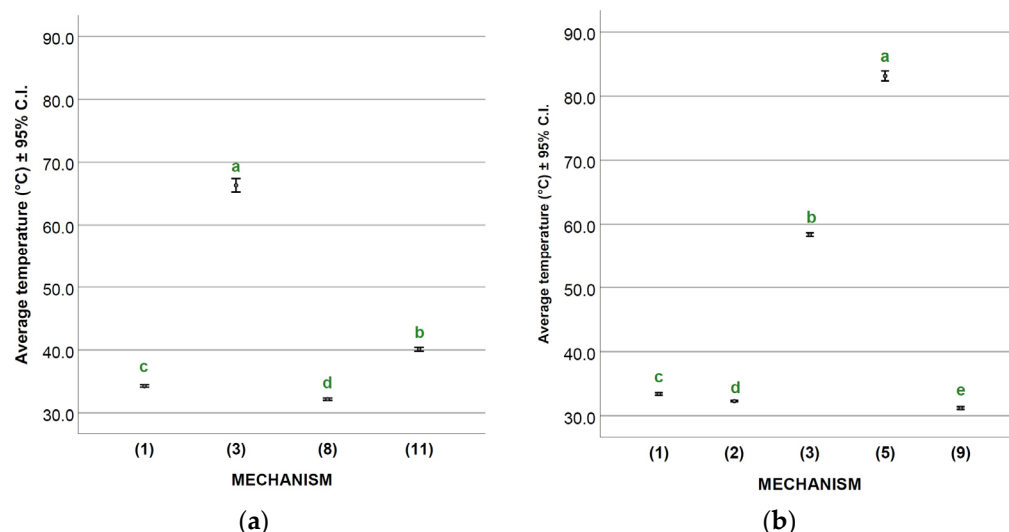 Average temperature (°C) ± 95% C.I.
90.0
80.0
70.0
60.0
50.0
40.0
30.0
a
b
c
d
(1)
(3)
(8)
(11)
MECHANISM
(a)
Average temperature (°C) ± 95% C.I.
90.0
80.0
70.0
60.0
50.0
40.0
30.0
a
b
c
d
e
(1)
(2)
(3)
(5)
(9)
MECHANISM
(b)